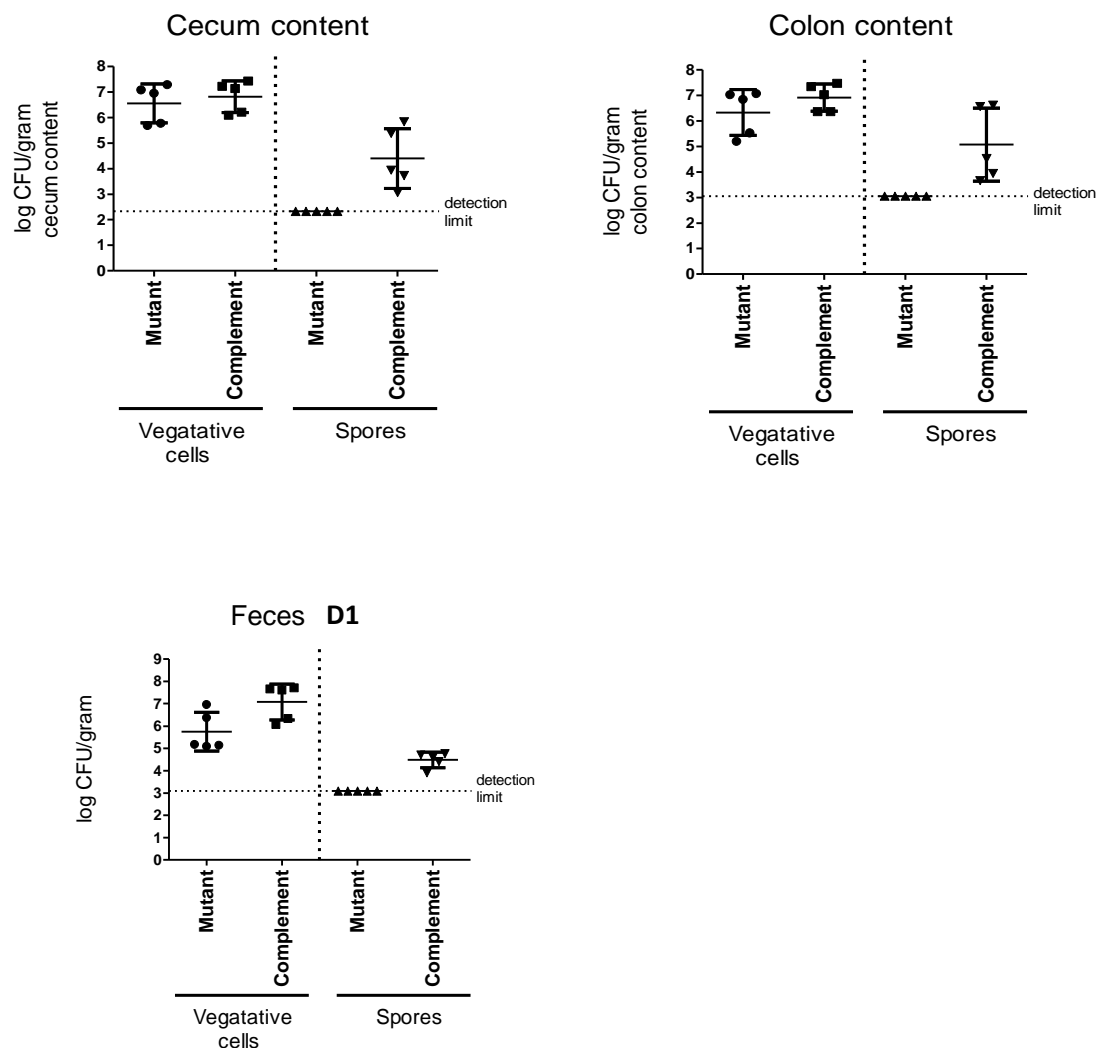 Cecum content
log CFU/gram
cecum content
8
7
6
5
4
3
2
1
0
detection
limit
Mutant
Complement
Mutant
Complement
Vegatative
cells
Spores
Colon content
log CFU/gram
colon content
8
7
6
5
4
3
2
1
0
detection
limit
Mutant
Complement
Mutant
Complement
Vegatative
cells
Spores
Feces D1
log CFU/gram
9
8
7
6
5
4
3
2
1
0
detection
limit
Mutant
Complement
Mutant
Complement
Vegatative
cells
Spores